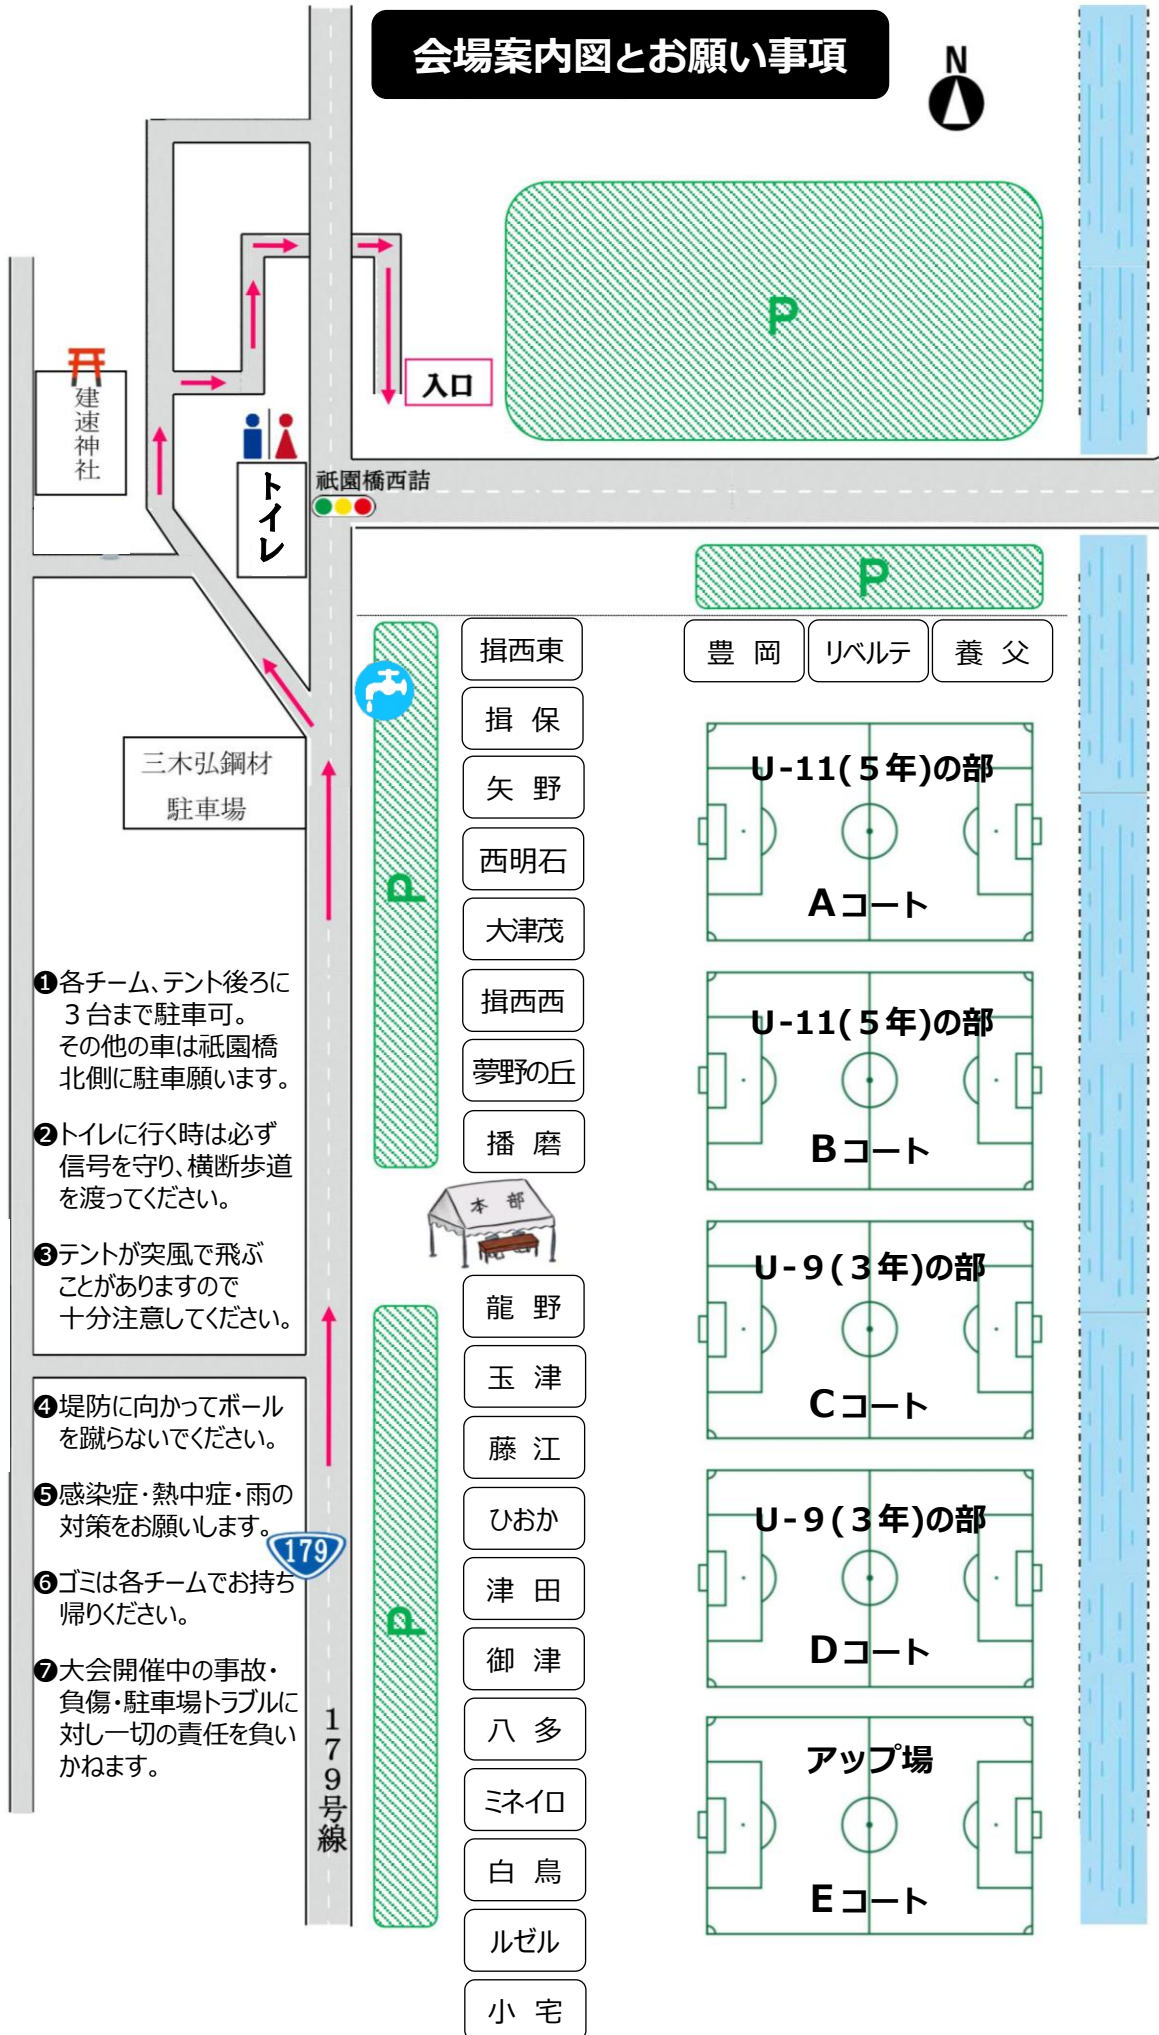 会場案内図とお願い事項
N
P
入口
建速神社
トイレ
祇園橋西詰
P
揖西東
豊 岡
リベルテ
養 父
揖 保
矢 野
西明石
大津茂
揖西西
夢野の丘
播 磨
P
三木弘鋼材
駐車場
U-11(5年)の部
Aコート
U-11(5年)の部
Bコート
本 部
U-9(3年)の部
Cコート
U-9(3年)の部
Dコート
アップ場
Eコート
❶各チーム、テント後ろに
3台まで駐車可。
その他の車は祇園橋
北側に駐車願います。
❷トイレに行く時は必ず
信号を守り、横断歩道
を渡ってください。
❸テントが突風で飛ぶ
ことがありますので
十分注意してください。
❹堤防に向かってボール
を蹴らないでください。
❺感染症・熱中症・雨の
対策をお願いします。
❻ゴミは各チームでお持ち
帰りください。
❼大会開催中の事故・
負傷・駐車場トラブルに
対し一切の責任を負い
かねます。
179
179号線
P
龍 野
玉 津
藤 江
ひおか
津 田
御 津
八 多
ミネイロ
白 鳥
ルゼル
小 宅